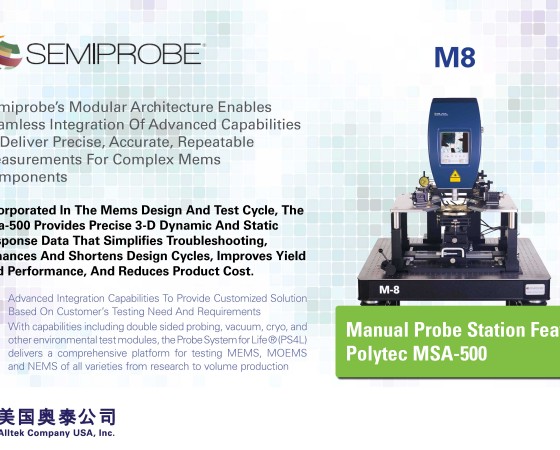 SEMIPROBE
M8
miprobe's Modular Architecture Enables
amless Integration Of Advanced Capabilities
Deliver Precise, Accurate, Repeatable
easurements For Complex Mems
mponents
orporated In The Mems Design And Test Cycle, The
a-500 Provides Precise 3-D Dynamic And Static
sponse Data That Simplifies Troubleshooting,
hances And Shortens Design Cycles, Improves Yield
d Performance, And Reduces Product Cost.
Advanced Integration Capabilities To Provide Customized Solution
Based On Customer's Testing Need And Requirements
With capabilities including double sided probing, vacuum, cryo, and
other environmental test modules, the Probe System for Life®(PS4L)
delivers a comprehensive platform for testing MEMS, MOEMS
and NEMS of all varieties from research to volume production
M-8
Manual Probe Station Fea
Polytec MSA-500
美国奥泰公司
Alltek Company USA, Inc.